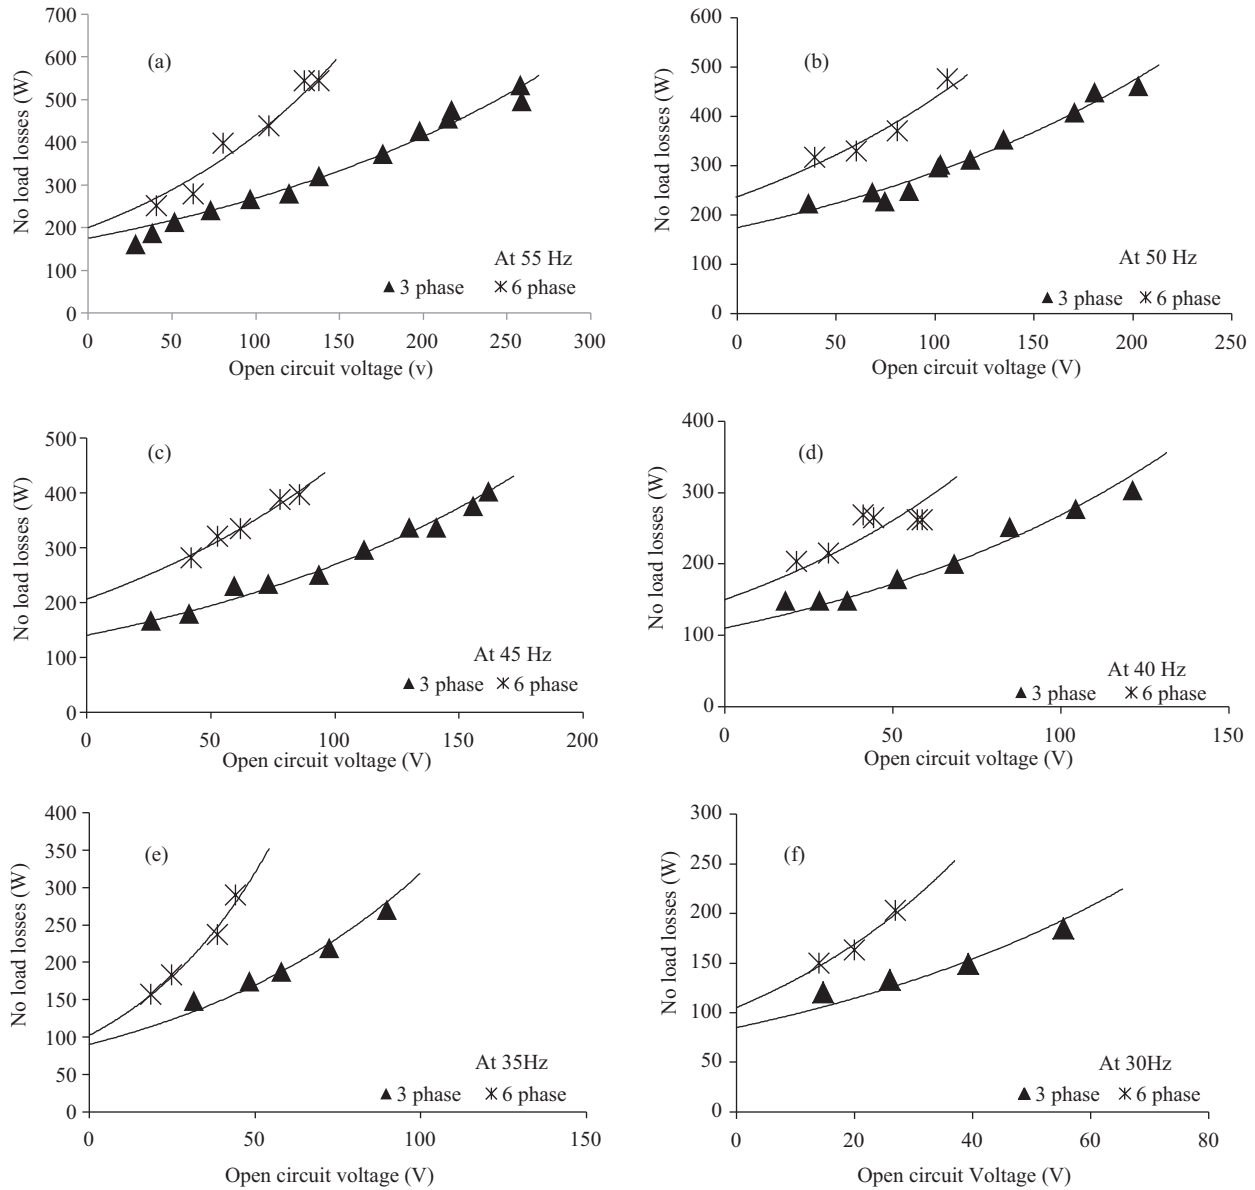 (a)
No load losses (W)
700
600
500
400
300
200
100
0
0 50 100 150 200 250 300
Open circuit voltage (v)
At 55 Hz
3 phase 6 phase
(b)
No load losses (W)
600
500
400
300
200
100
0
0 50 100 150 200 250
Open circuit voltage (V)
At 50 Hz
3 phase 6 phase
(c)
No load losses (W)
500
400
300
200
100
0
0 50 100 150 200
Open circuit voltage (V)
At 45 Hz
3 phase 6 phase
(d)
No load losses (W)
400
300
200
100
0
0 50 100 150
Open circuit voltage (V)
At 40 Hz
3 phase 6 phase
(e)
No load losses (W)
400
350
300
250
200
150
100
50
0
0 50 100 150
Open circuit voltage (V)
At 35Hz
3 phase 6 phase
(f)
No load losses (W)
300
250
200
150
100
50
0
0 20 40 60 80
Open circuit Voltage (V)
At 30Hz
3 phase 6 phase